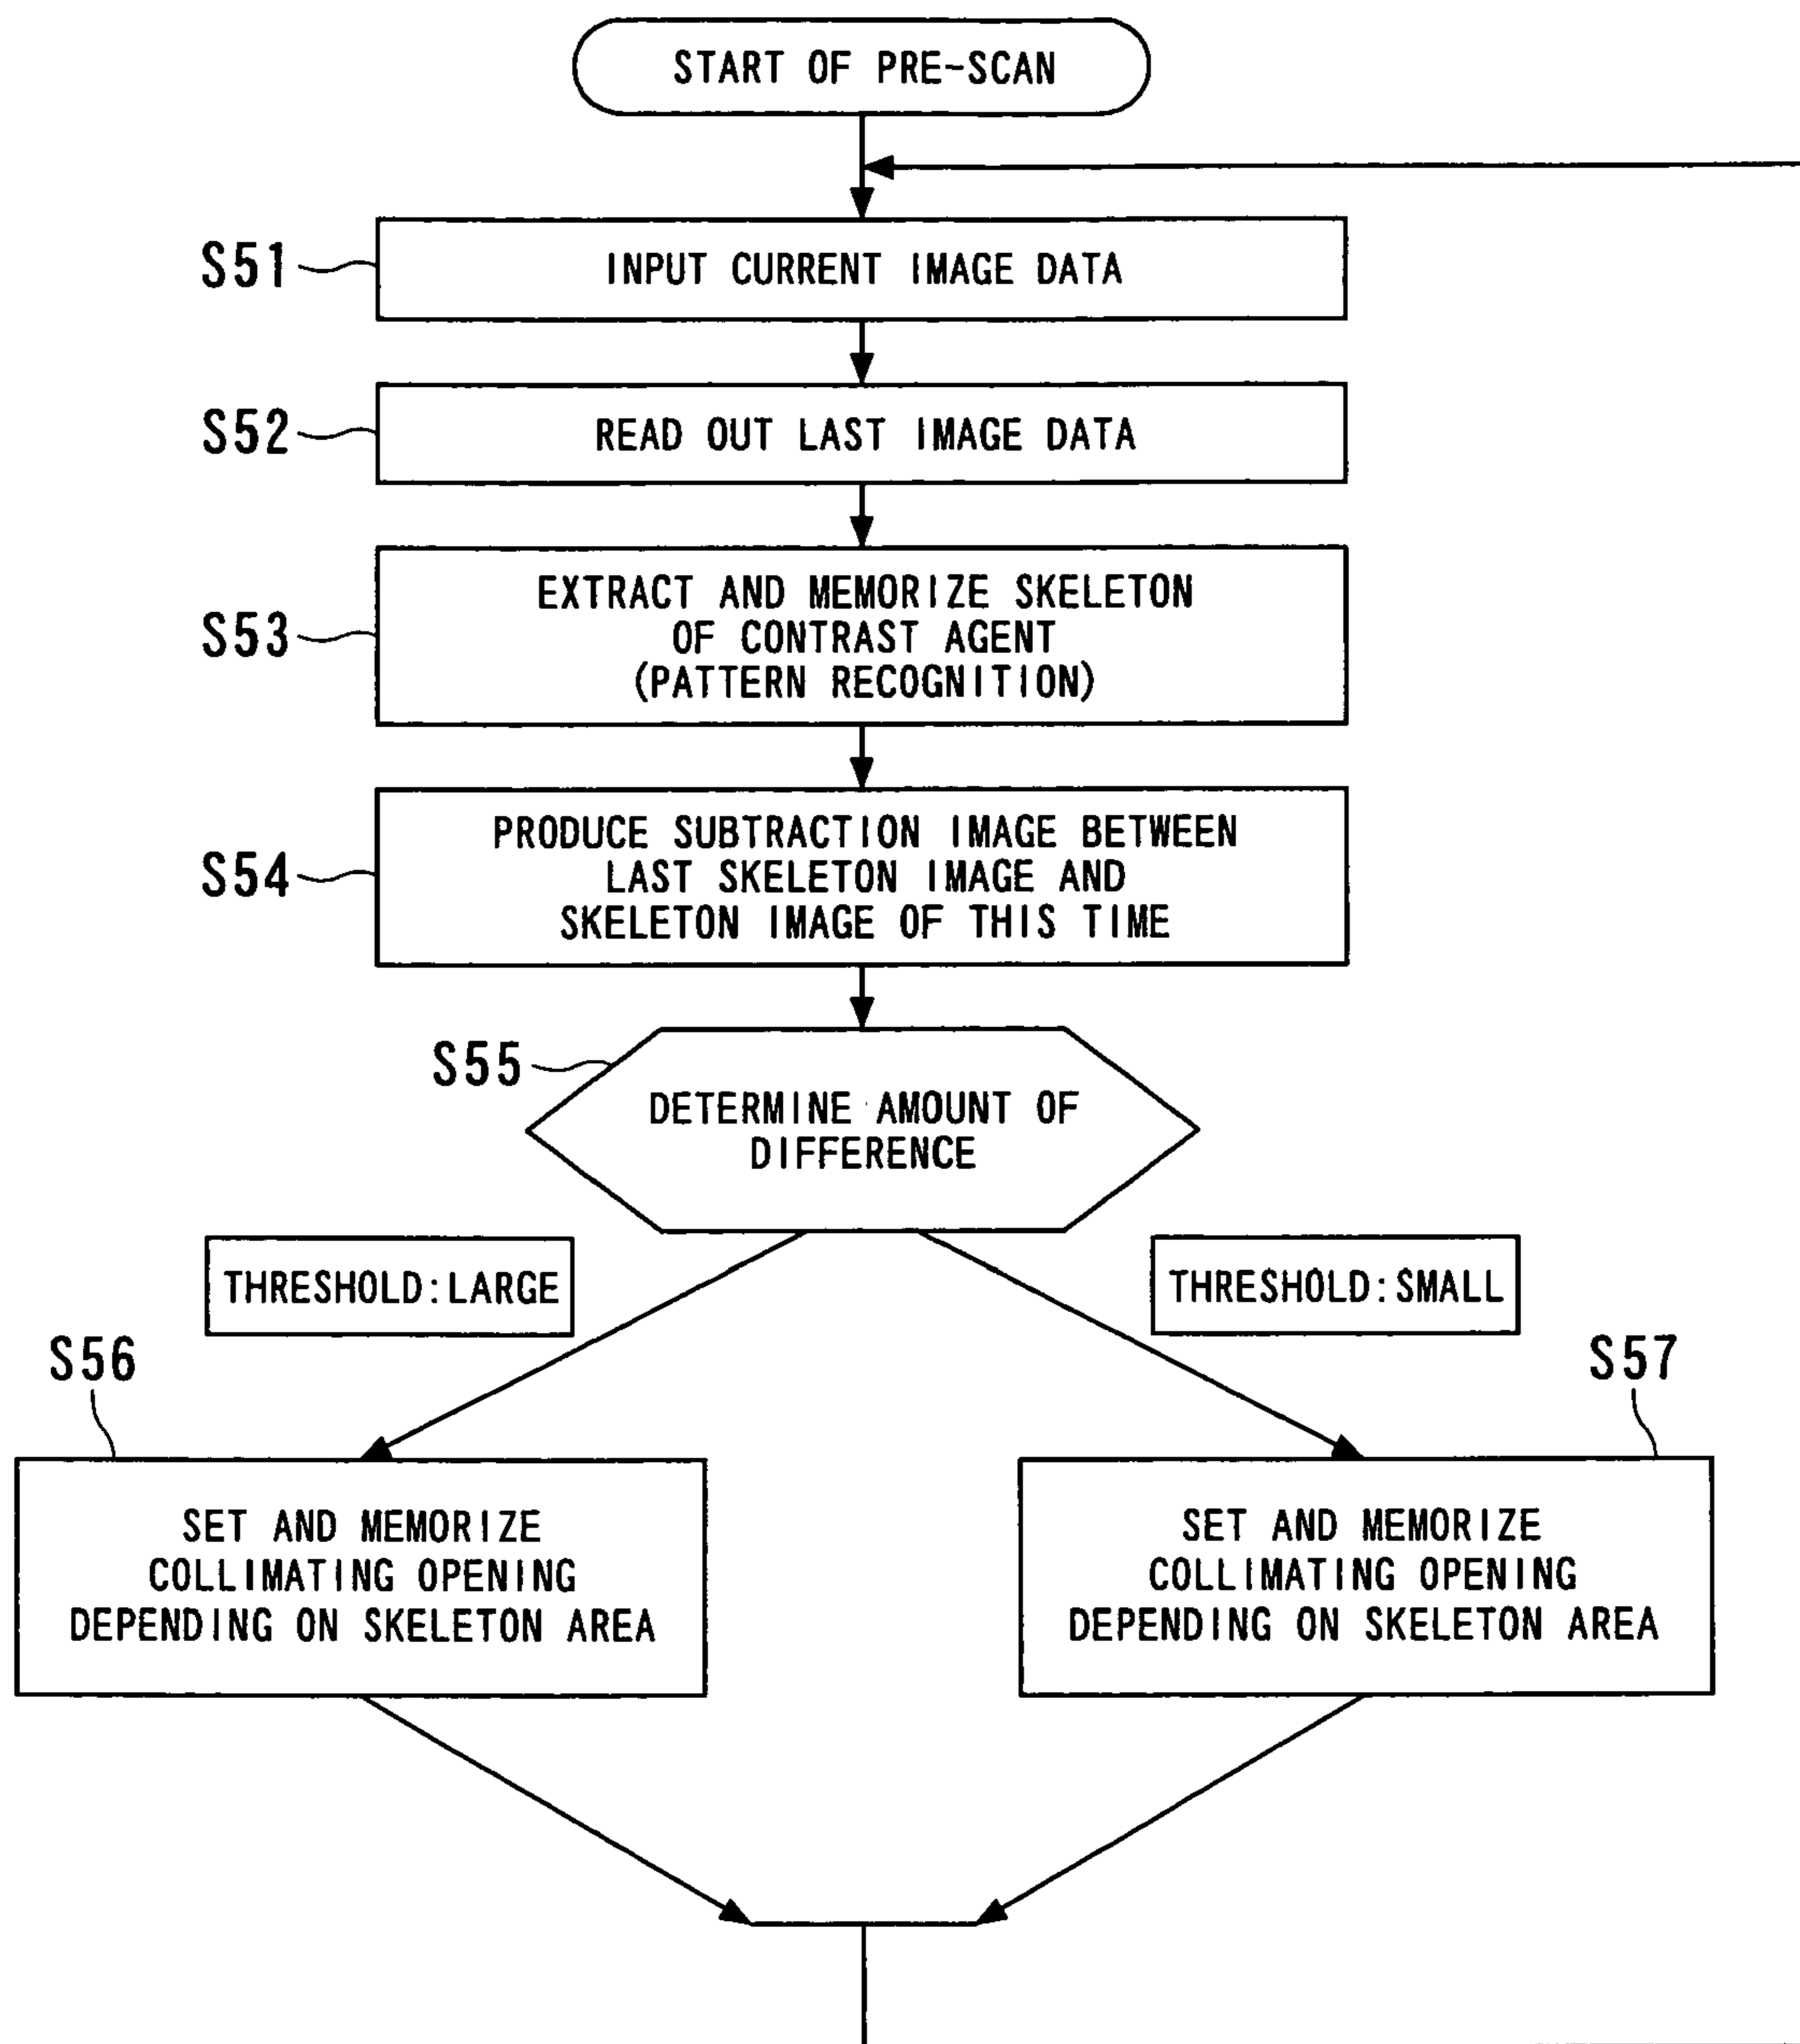 START OF PRE-SCAN
S51
INPUT CURRENT IMAGE DATA
S52
READ OUT LAST IMAGE DATA
S53
EXTRACT AND MEMORIZE SKELETON
OF CONTRAST AGENT
(PATTERN RECOGNITION)
S54
PRODUCE SUBTRACTION IMAGE BETWEEN
LAST SKELETON IMAGE AND
SKELETON IMAGE OF THIS TIME
S55
DETERMINE AMOUNT OF
DIFFERENCE
THRESHOLD:LARGE
THRESHOLD:SMALL
S56
SET AND MEMORIZE
COLLIMATING OPENING
DEPENDING ON SKELETON AREA
S57
SET AND MEMORIZE
COLLIMATING OPENING
DEPENDING ON SKELETON AREA